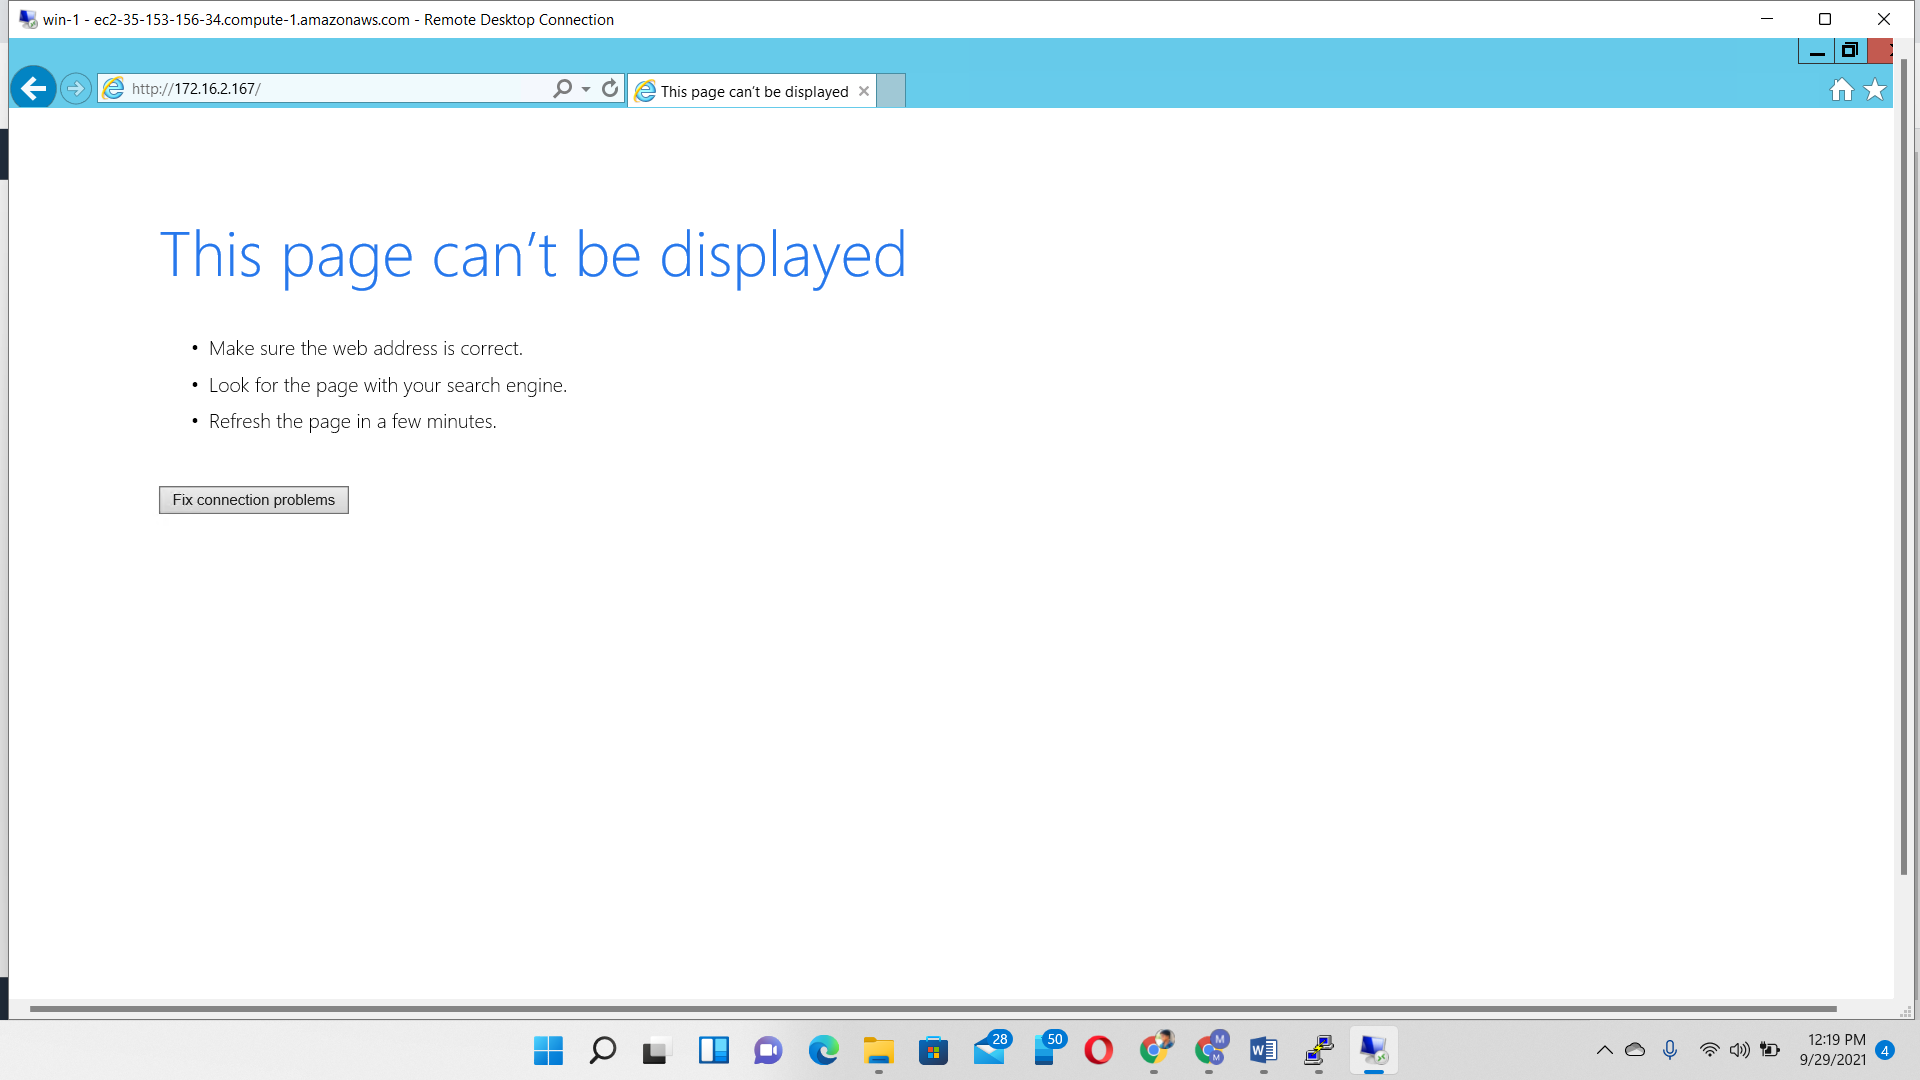 win-1 - ec2-35-153-156-34.compute-1.amazonaws.com - Remote Desktop Connection
http://172.16.2.167/
This page can't be displayed
This page can't be displayed
• Make sure the web address is correct.
• Look for the page with your search engine.
• Refresh the page in a few minutes.
Fix connection problems
28
50
M
M
12:19 PM
9/29/2021
4